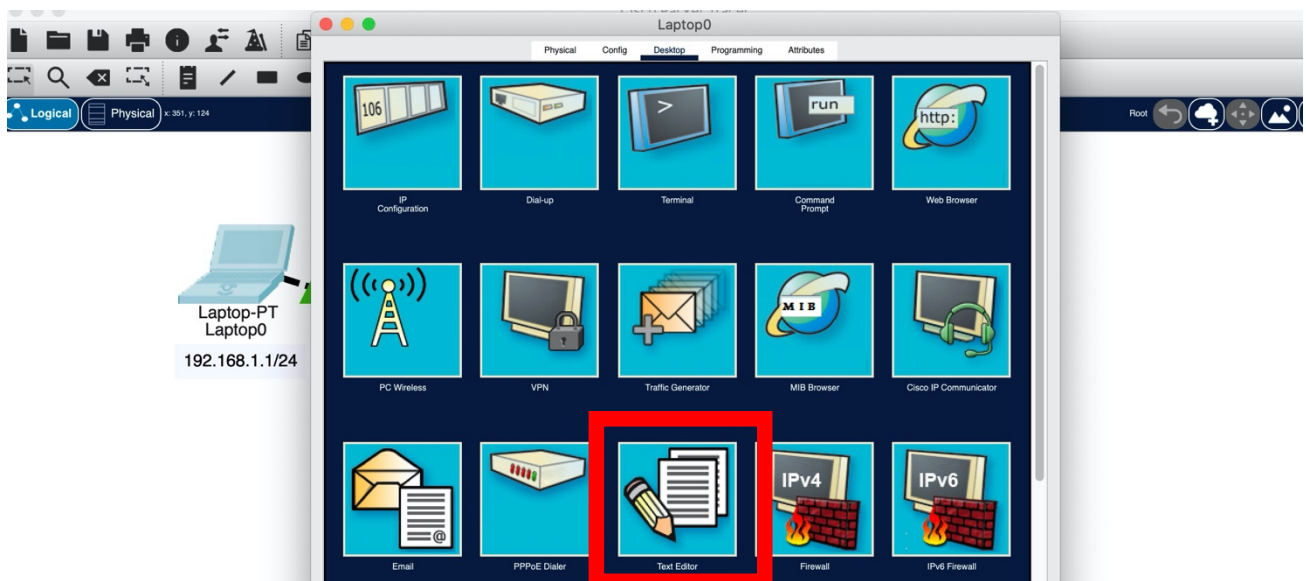 Laptop0
Physical
Config
Desktop
Programming
Attributes
Logical
Physical
x: 351, y: 124
Root
106
>
run
http:
IP
Configuration
Dial-up
Terminal
Command
Prompt
Web Browser
Laptop-PT
Laptop0
192.168.1.1/24
MIB
PC Wireless
VPN
Traffic Generator
MIB Browser
Cisco IP Communicator
@
IPv4
IPv6
Email
PPPoE Dialer
Text Editor
Firewall
IPv6 Firewall